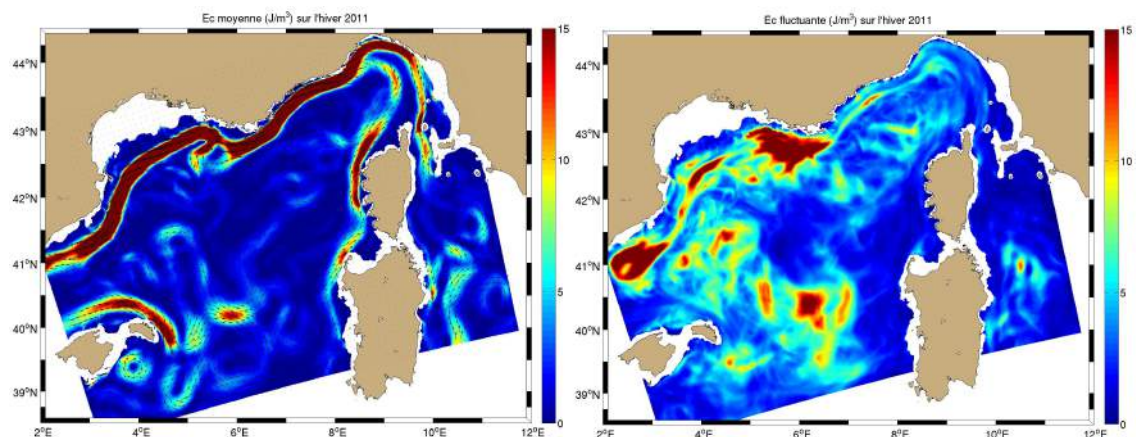 Ec moyenne (J/m³) sur l'hiver 2011
44°N
43°N
42°N
41°N
40°N
39°N
2°E
4°E
6°E
8°E
10°E
12°E
15
10
5
0
Ec fluctuante (J/m³) sur l'hiver 2011
44°N
43°N
42°N
41°N
40°N
39°N
2°E
4°E
6°E
8°E
10°E
12°E
15
10
5
0